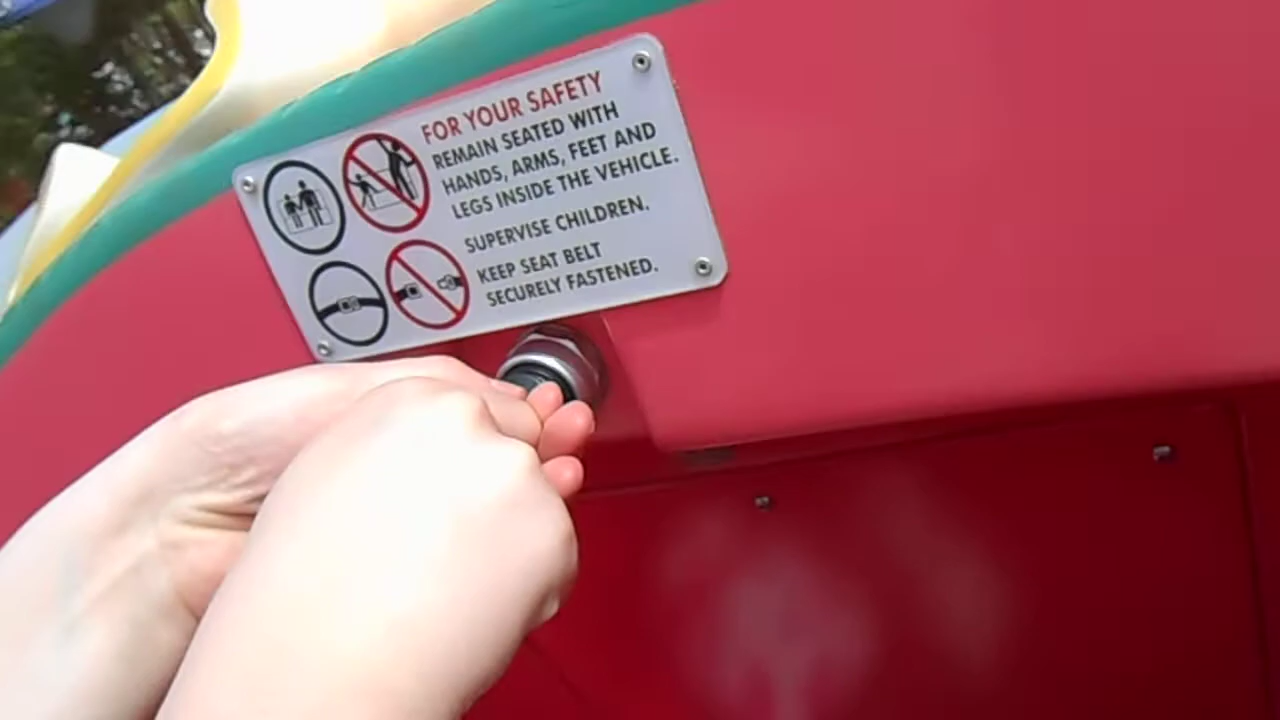 FOR YOUR SAFETY
REMAIN SEATED WITH
HANDS, ARMS, FEET AND
LEGS INSIDE THE VEHICLE.
SUPERVISE CHILDREN.
KEEP SEAT BELT
SECURELY FASTENED.